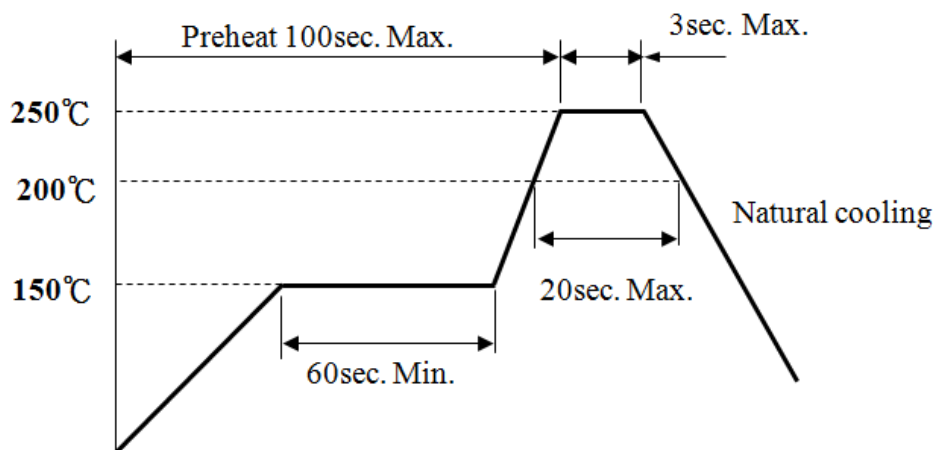 Preheat 100sec. Max.
3sec. Max.
250℃
200℃
Natural cooling
150℃
20sec. Max.
60sec. Min.